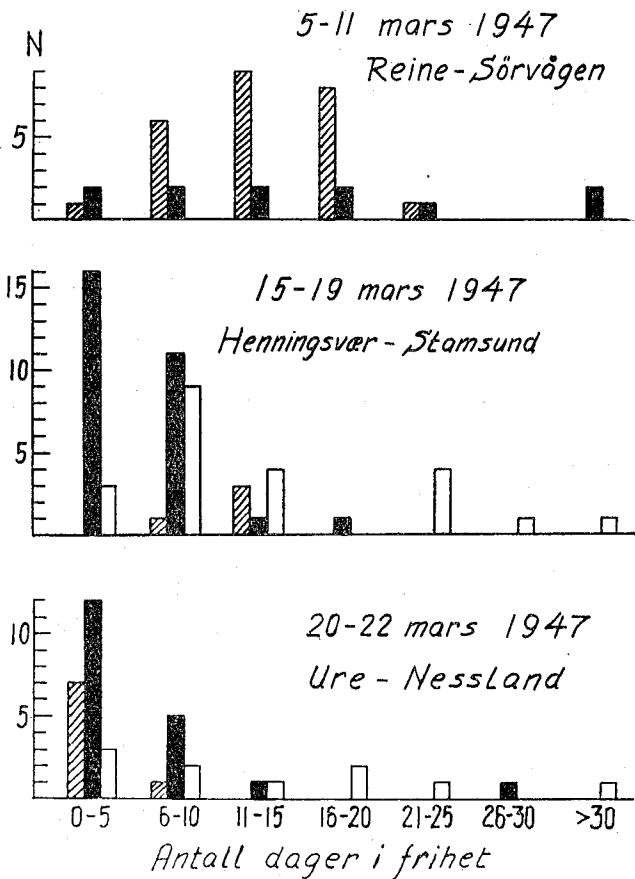 5-11 mars 1947
N
Reine-Sörvågen
5
15-19 mars 1947
Henningsvær-Stamsund
15
10
5
20-22 mars 1947
Ure - Nessland
10
5
0-5 6-10 11-15 16-20 21-25 26-30 >30
Antall dager i frihet